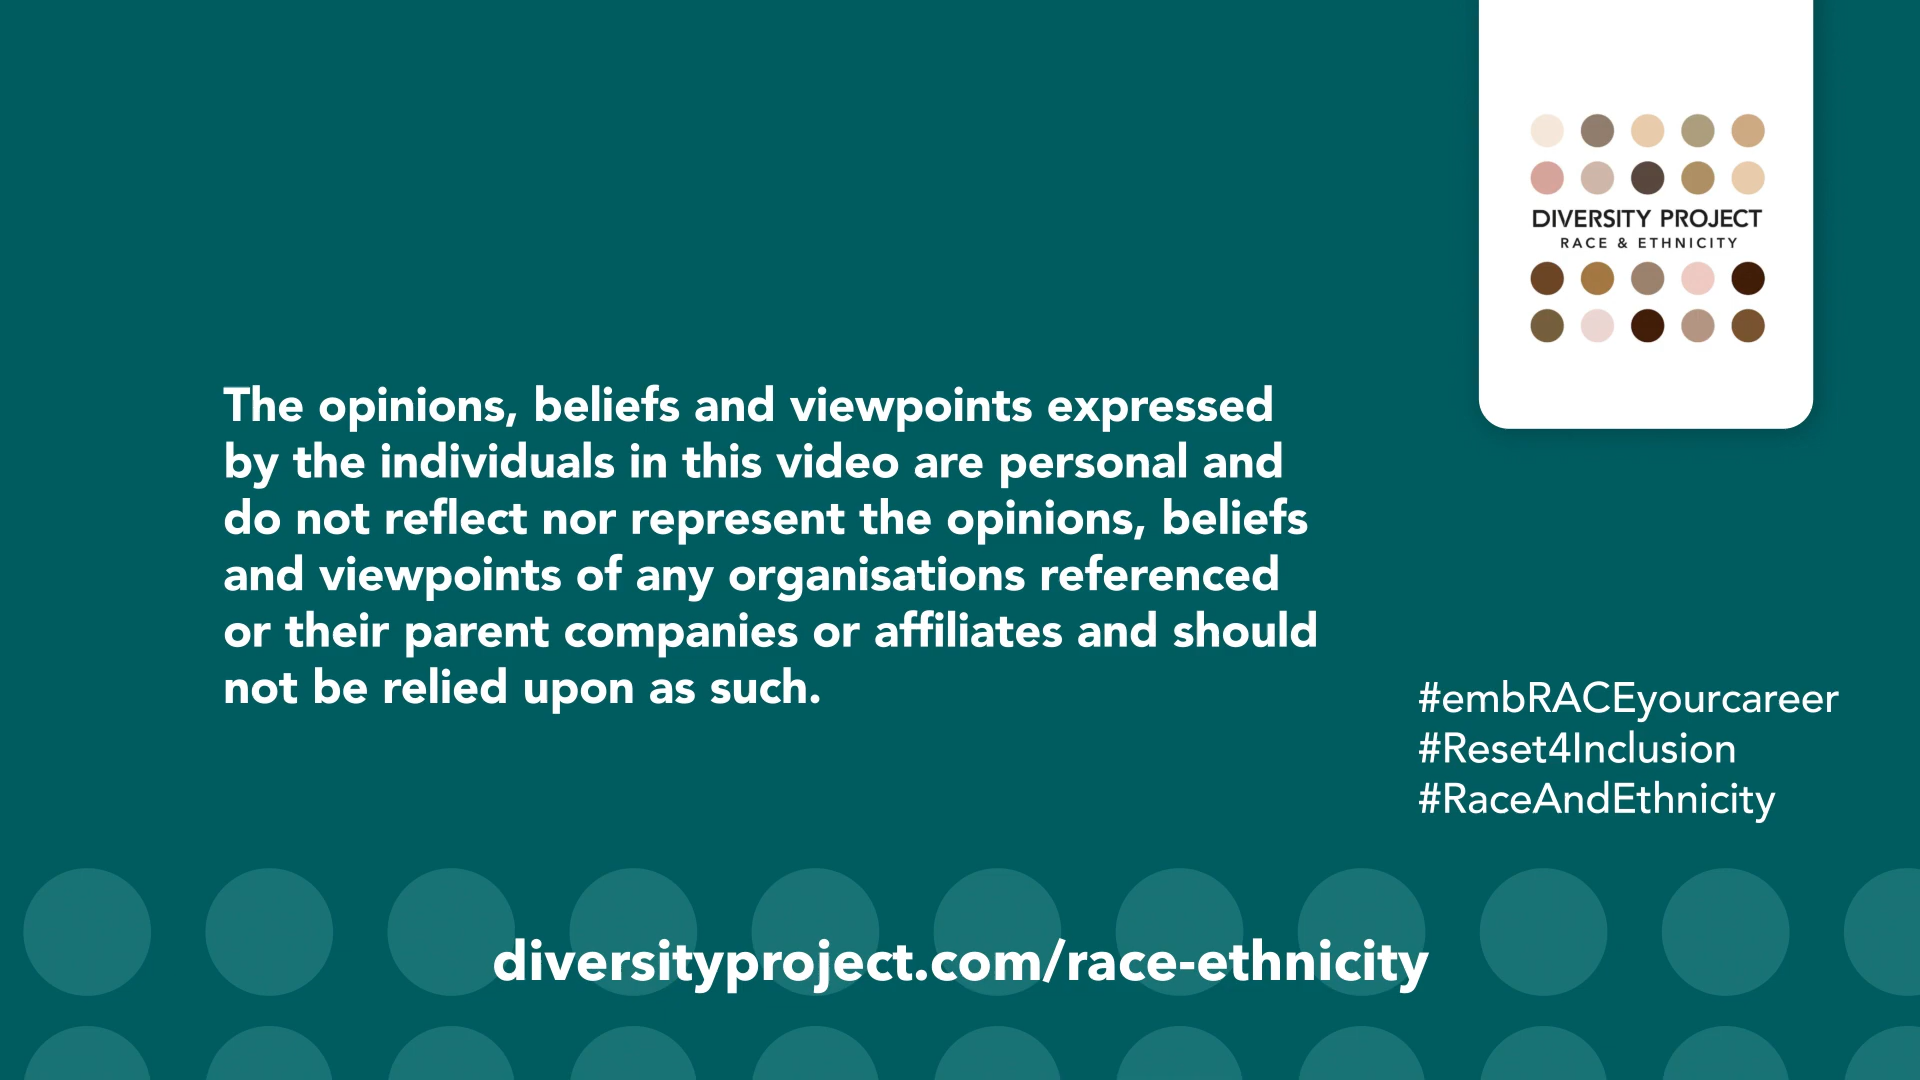 DIVERSITY PROJECT
RACE & ETHNICITY
The opinions, beliefs and viewpoints expressed
by the individuals in this video are personal and
do not reflect nor represent the opinions, beliefs
and viewpoints of any organisations referenced
or their parent companies or affiliates and should
not be relied upon as such.
#embRACEyourcareer
#Reset4Inclusion
#RaceAndEthnicity
diversityproject.com/race-ethnicity